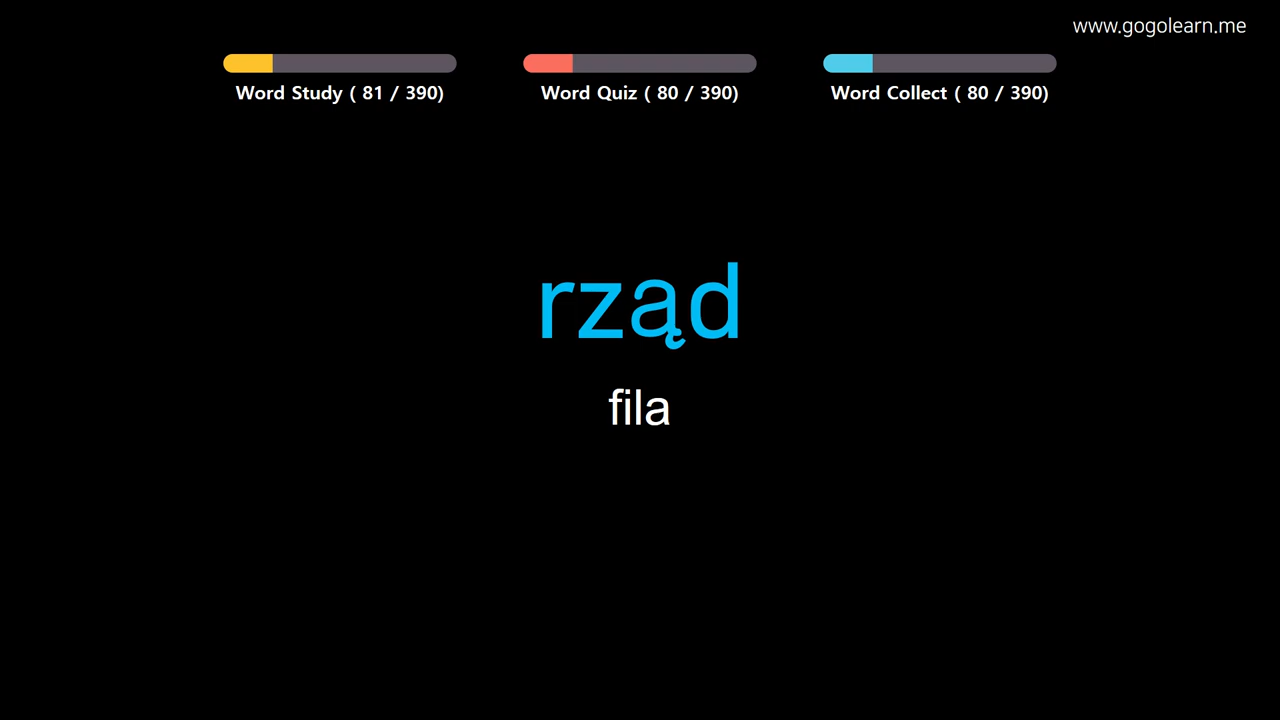 www.gogolearn.me
Word Study ( 81 / 390)
Word Quiz ( 80 / 390)
Word Collect ( 80 / 390)
rząd
fila